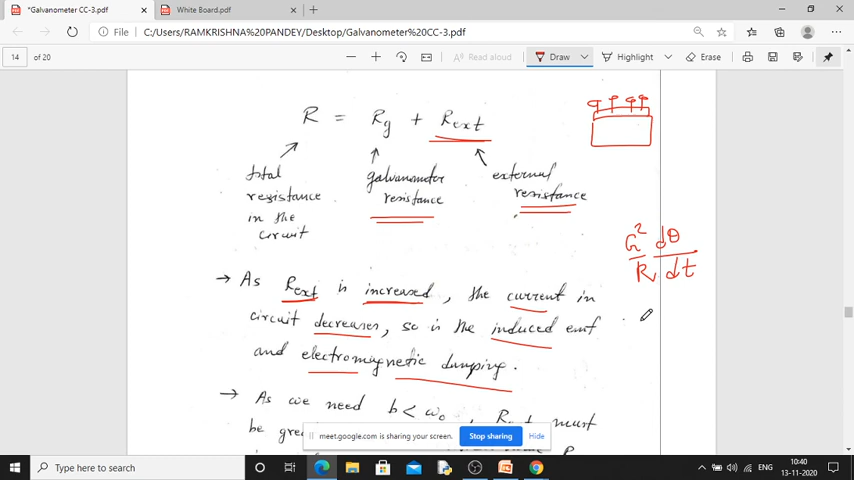 *Galvanometer CC-3.pdf
White Board.pdf
C:/Users/RAMKRISHNA%20PANDEY/Desktop/Galvanometer%20CC-3.pdf
14 of 20
Read aloud
Draw
Highlight
Erase
R = Rg + Rext
total resistance in the circuit
galvanometer resistance
external resistance
G² dθ
R dt
→ As Rext is increased, the current in
circuit decreases, so is the induced emf
and electromagnetic damping.
→ As we need b < ω₀, Rext must
be
meet.google.com is sharing your screen.
Stop sharing
Hide
Type here to search
ENG
10:40
13-11-2020